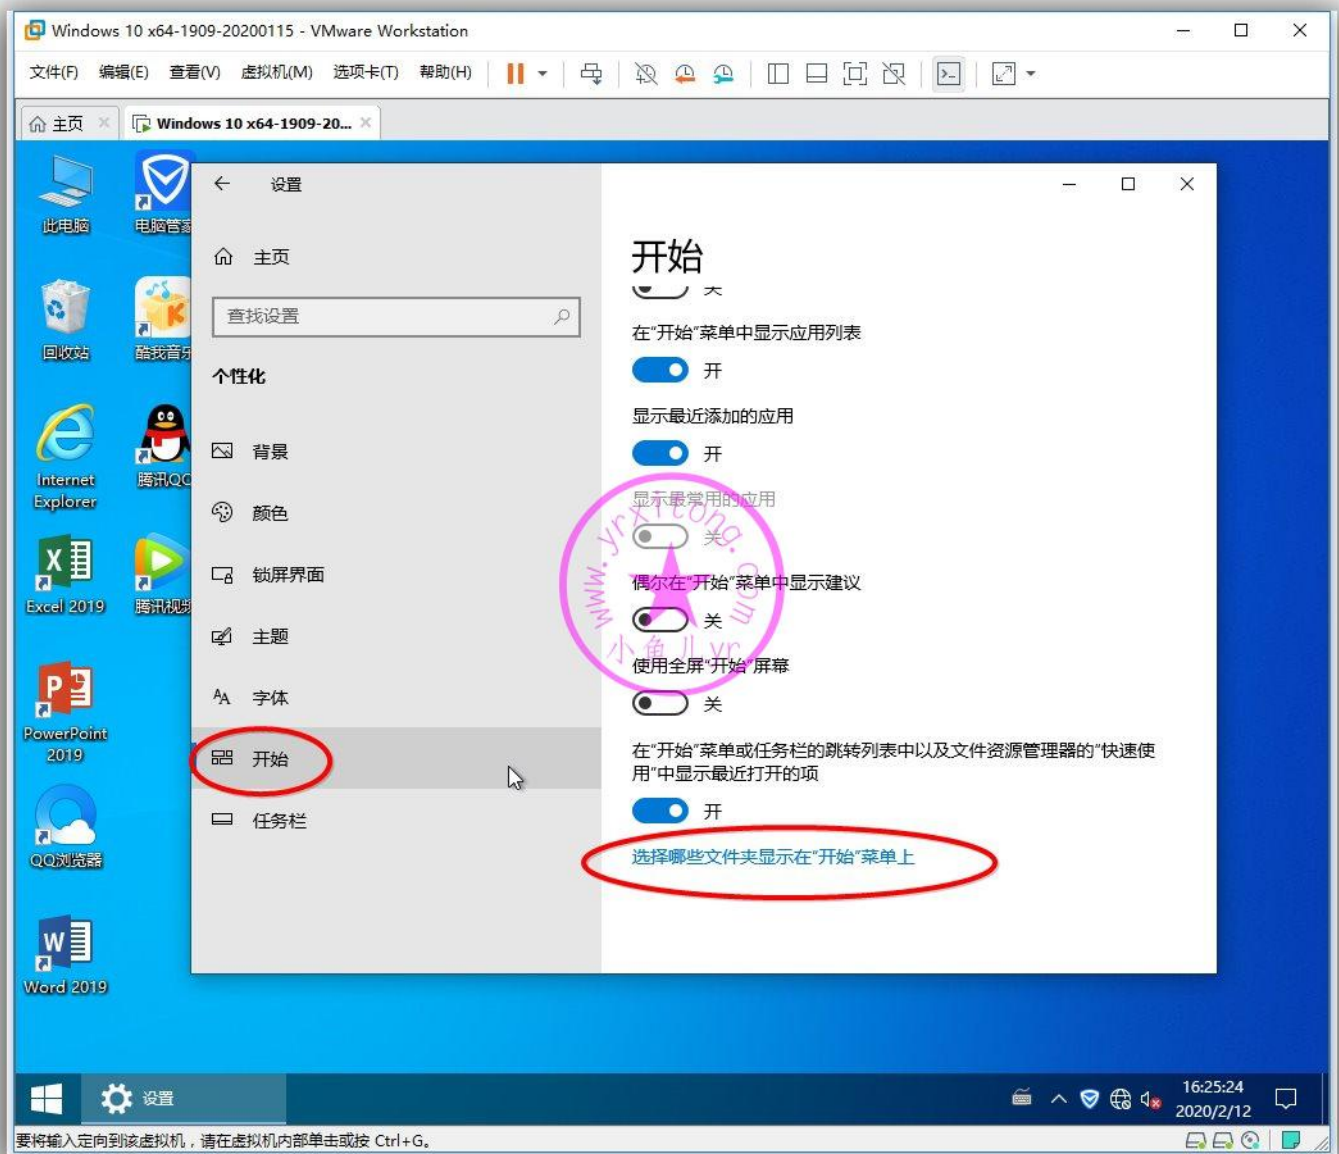 Windows 10 x64-1909-20200115 - VMware Workstation
文件(F) 编辑(E) 查看(V) 虚拟机(M) 选项卡(T) 帮助(H)
主页 Windows 10 x64-1909-20...
此电脑
电脑管家
回收站
酷我音乐
Internet
Explorer
腾讯QQ
Excel 2019
腾讯视频
PowerPoint
2019
QQ浏览器
Word 2019
设置
主页
查找设置
个性化
背景
颜色
锁屏界面
主题
字体
开始
任务栏
开始
关
在“开始”菜单中显示应用列表
开
显示最近添加的应用
开
显示最常用的应用
关
偶尔在“开始”菜单中显示建议
关
使用全屏“开始”屏幕
关
在“开始”菜单或任务栏的跳转列表中以及文件资源管理器的“快速使
用”中显示最近打开的项
开
选择哪些文件夹显示在“开始”菜单上
www.yrxitong.com
小鱼儿yr
设置
16:25:24
2020/2/12
要将输入定向到该虚拟机，请在虚拟机内部单击或按 Ctrl+G。